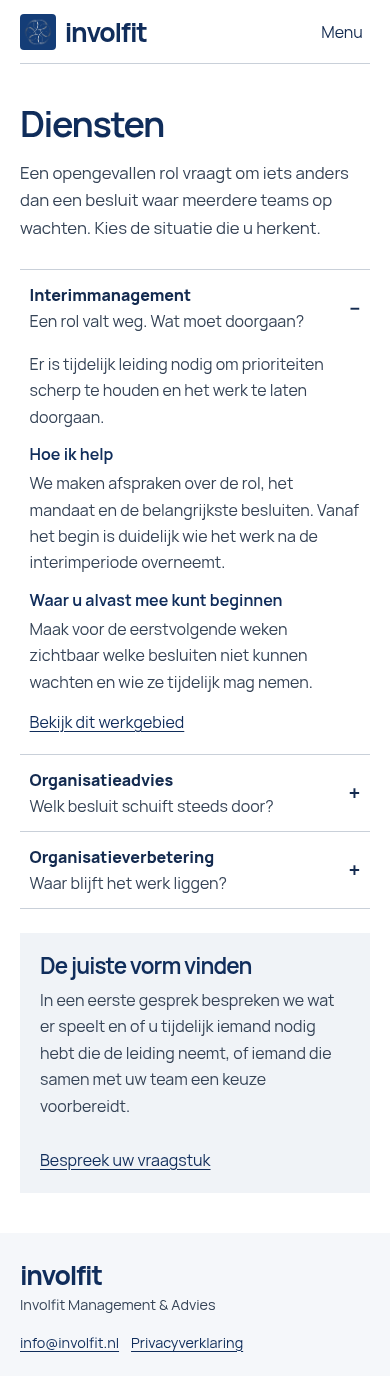 involfit
Menu
Diensten
Een opengevallen rol vraagt om iets anders
dan een besluit waar meerdere teams op
wachten. Kies de situatie die u herkent.
Interimmanagement
Een rol valt weg. Wat moet doorgaan?
−
Er is tijdelijk leiding nodig om prioriteiten
scherp te houden en het werk te laten
doorgaan.
Hoe ik help
We maken afspraken over de rol, het
mandaat en de belangrijkste besluiten. Vanaf
het begin is duidelijk wie het werk na de
interimperiode overneemt.
Waar u alvast mee kunt beginnen
Maak voor de eerstvolgende weken
zichtbaar welke besluiten niet kunnen
wachten en wie ze tijdelijk mag nemen.
Bekijk dit werkgebied
Organisatieadvies
Welk besluit schuift steeds door?
+
Organisatieverbetering
Waar blijft het werk liggen?
+
De juiste vorm vinden
In een eerste gesprek bespreken we wat
er speelt en of u tijdelijk iemand nodig
hebt die de leiding neemt, of iemand die
samen met uw team een keuze
voorbereidt.
Bespreek uw vraagstuk
involfit
Involfit Management & Advies
info@involfit.nl Privacyverklaring